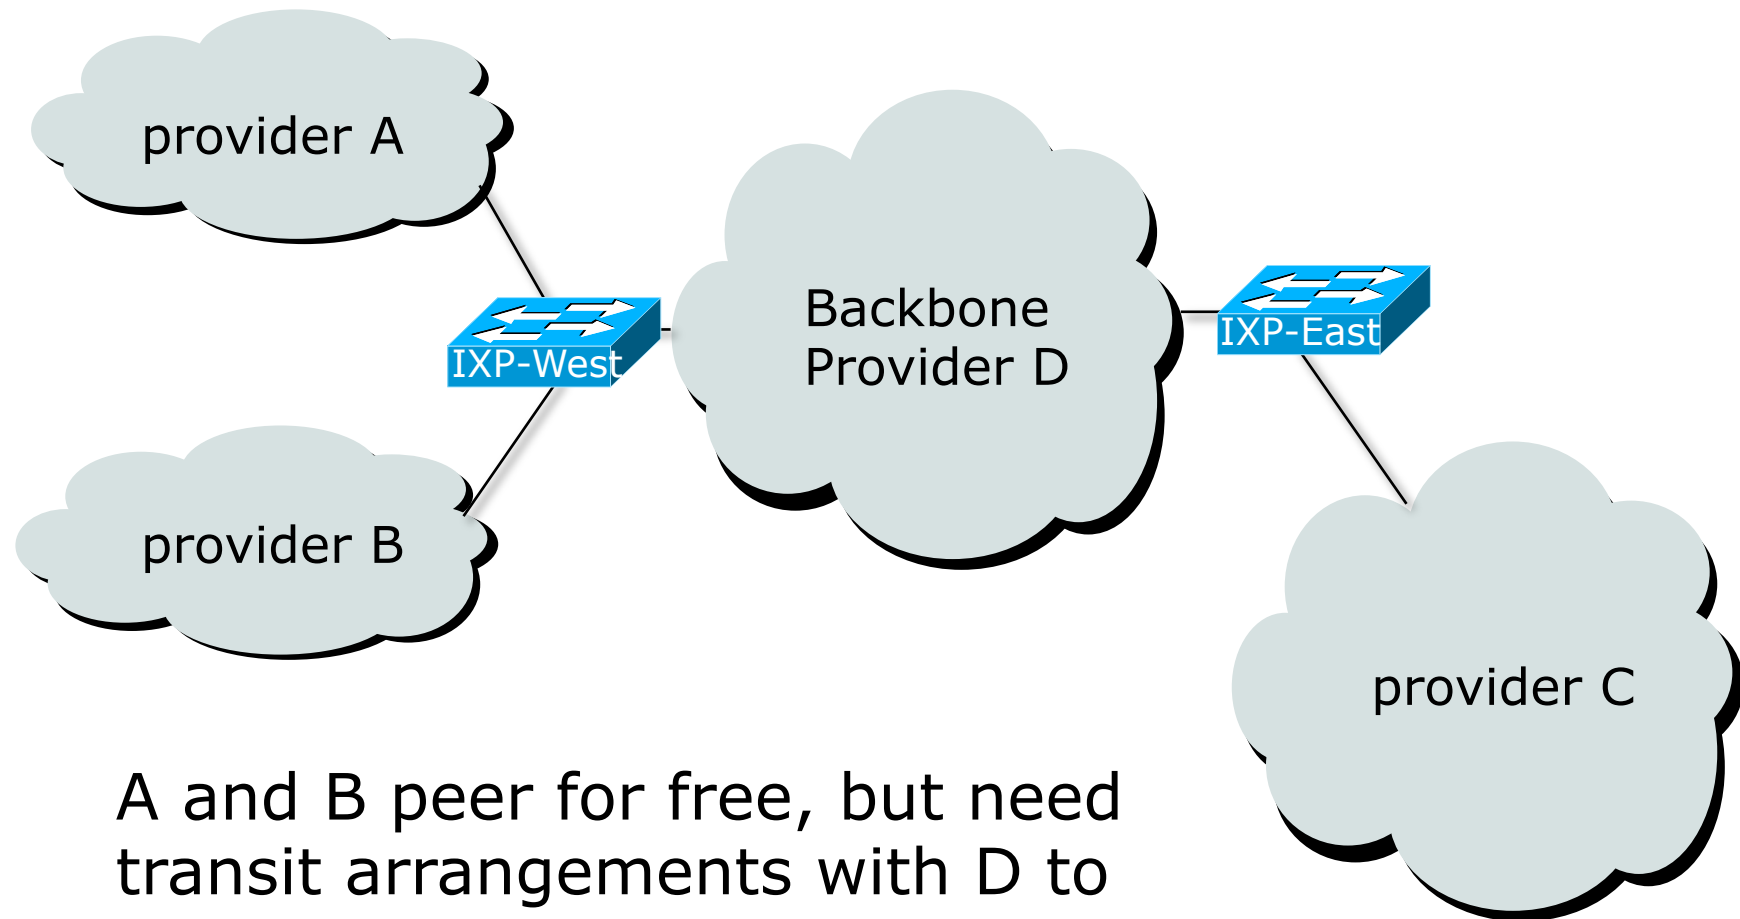 provider A
Backbone
Provider D
IXP-East
IXP-West
provider B
provider C
A and B peer for free, but need
transit arrangements with D to